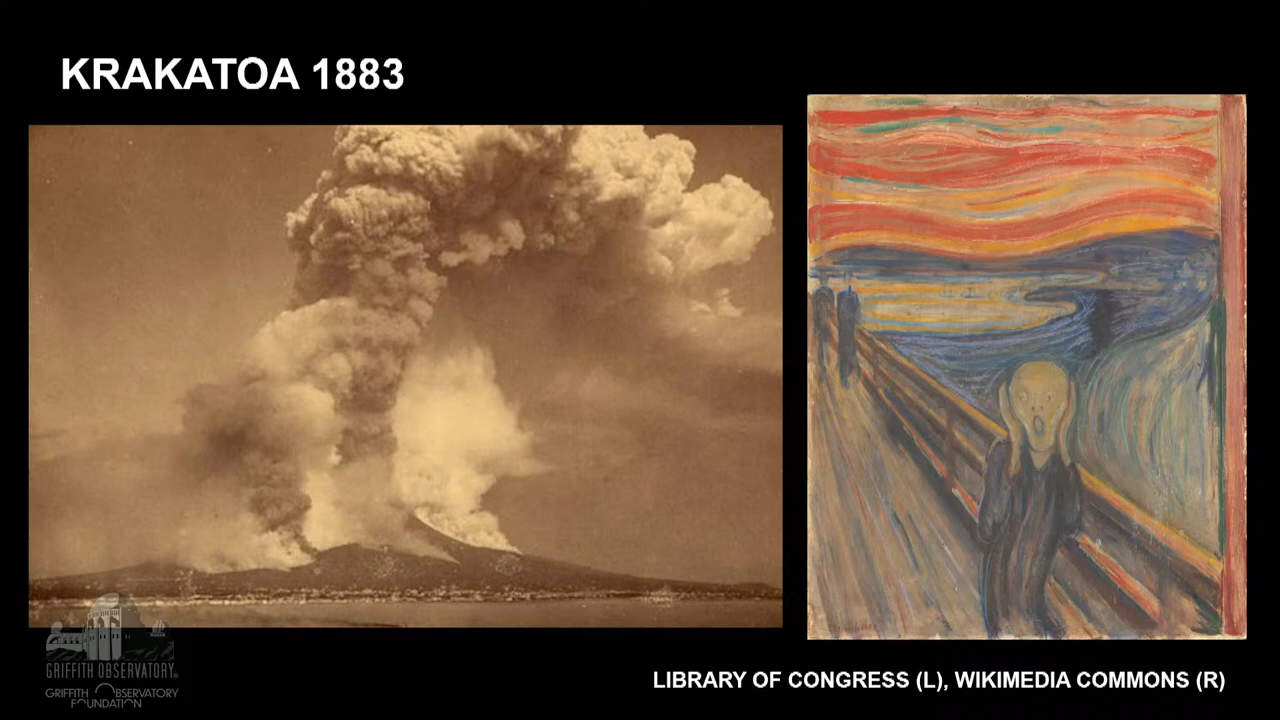 KRAKATOA 1883
GRIFFITH OBSERVATORY
GRIFFITH OBSERVATORY
FOUNDATION
LIBRARY OF CONGRESS (L), WIKIMEDIA COMMONS (R)